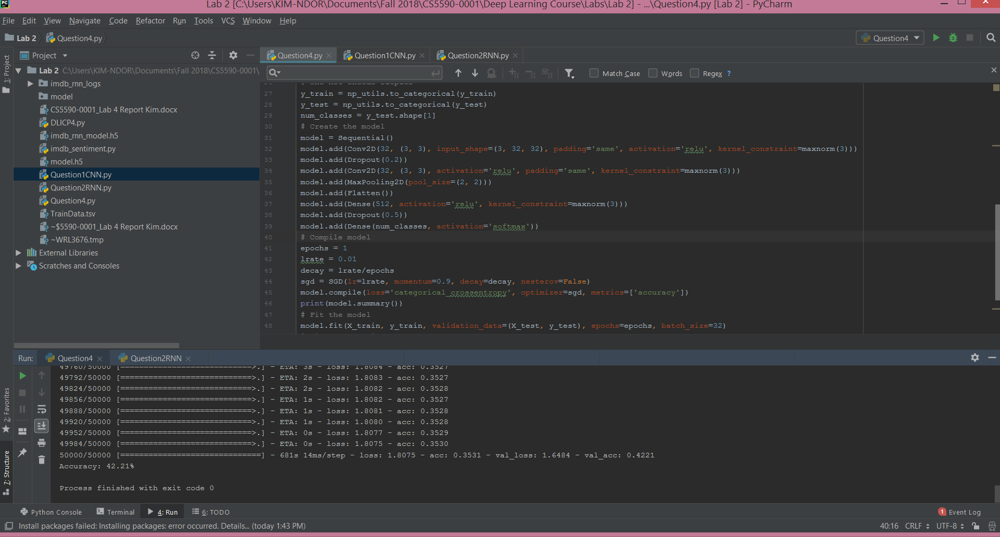 Lab 2 [C:\Users\KIM-NDOR\Documents\Fall 2018\CS5590-0001\Deep Learning Course\Labs\Lab 2] - ...\Question4.py [Lab 2] - PyCharm
File Edit View Navigate Code Refactor Run Tools VCS Window Help
Lab 2 Question4.py Question4
Project
Question4.py Question1CNN.py Question2RNN.py
Match Case Words Regex ?
1: Project
Lab 2 C:\Users\KIM-NDOR\Documents\Fall 2018\CS5590-0001\
imdb_rnn_logs
model
CS5590-0001_Lab 4 Report Kim.docx
DLICP4.py
imdb_rnn_model.h5
imdb_sentiment.py
model.h5
Question1CNN.py
Question2RNN.py
Question4.py
TrainData.tsv
~$5590-0001_Lab 4 Report Kim.docx
~WRL3676.tmp
External Libraries
Scratches and Consoles
27 y_train = np_utils.to_categorical(y_train)
28 y_test = np_utils.to_categorical(y_test)
29 num_classes = y_test.shape[1]
30 # Create the model
31 model = Sequential()
32 model.add(Conv2D(32, (3, 3), input_shape=(3, 32, 32), padding='same', activation='relu', kernel_constraint=maxnorm(3)))
33 model.add(Dropout(0.2))
34 model.add(Conv2D(32, (3, 3), activation='relu', padding='same', kernel_constraint=maxnorm(3)))
35 model.add(MaxPooling2D(pool_size=(2, 2)))
36 model.add(Flatten())
37 model.add(Dense(512, activation='relu', kernel_constraint=maxnorm(3)))
38 model.add(Dropout(0.5))
39 model.add(Dense(num_classes, activation='softmax'))
40 # Compile model
41 epochs = 1
42 lrate = 0.01
43 decay = lrate/epochs
44 sgd = SGD(lr=lrate, momentum=0.9, decay=decay, nesterov=False)
45 model.compile(loss='categorical_crossentropy', optimizer=sgd, metrics=['accuracy'])
46 print(model.summary())
47 # Fit the model
48 model.fit(X_train, y_train, validation_data=(X_test, y_test), epochs=epochs, batch_size=32)
Run: Question4 Question2RNN
49760/50000 [============================>.] - ETA: 3s - loss: 1.8084 - acc: 0.3527
49792/50000 [============================>.] - ETA: 2s - loss: 1.8083 - acc: 0.3527
49824/50000 [============================>.] - ETA: 2s - loss: 1.8082 - acc: 0.3528
49856/50000 [============================>.] - ETA: 1s - loss: 1.8082 - acc: 0.3527
49888/50000 [============================>.] - ETA: 1s - loss: 1.8081 - acc: 0.3528
49920/50000 [============================>.] - ETA: 1s - loss: 1.8080 - acc: 0.3528
49952/50000 [============================>.] - ETA: 0s - loss: 1.8077 - acc: 0.3529
49984/50000 [============================>.] - ETA: 0s - loss: 1.8075 - acc: 0.3530
50000/50000 [==============================] - 681s 14ms/step - loss: 1.8075 - acc: 0.3531 - val_loss: 1.6484 - val_acc: 0.4221
Accuracy: 42.21%
Process finished with exit code 0
2: Favorites
7: Structure
Python Console Terminal 4: Run 6: TODO 1 Event Log
Install packages failed: Installing packages: error occurred. Details... (today 1:43 PM) 40:16 CRLF UTF-8